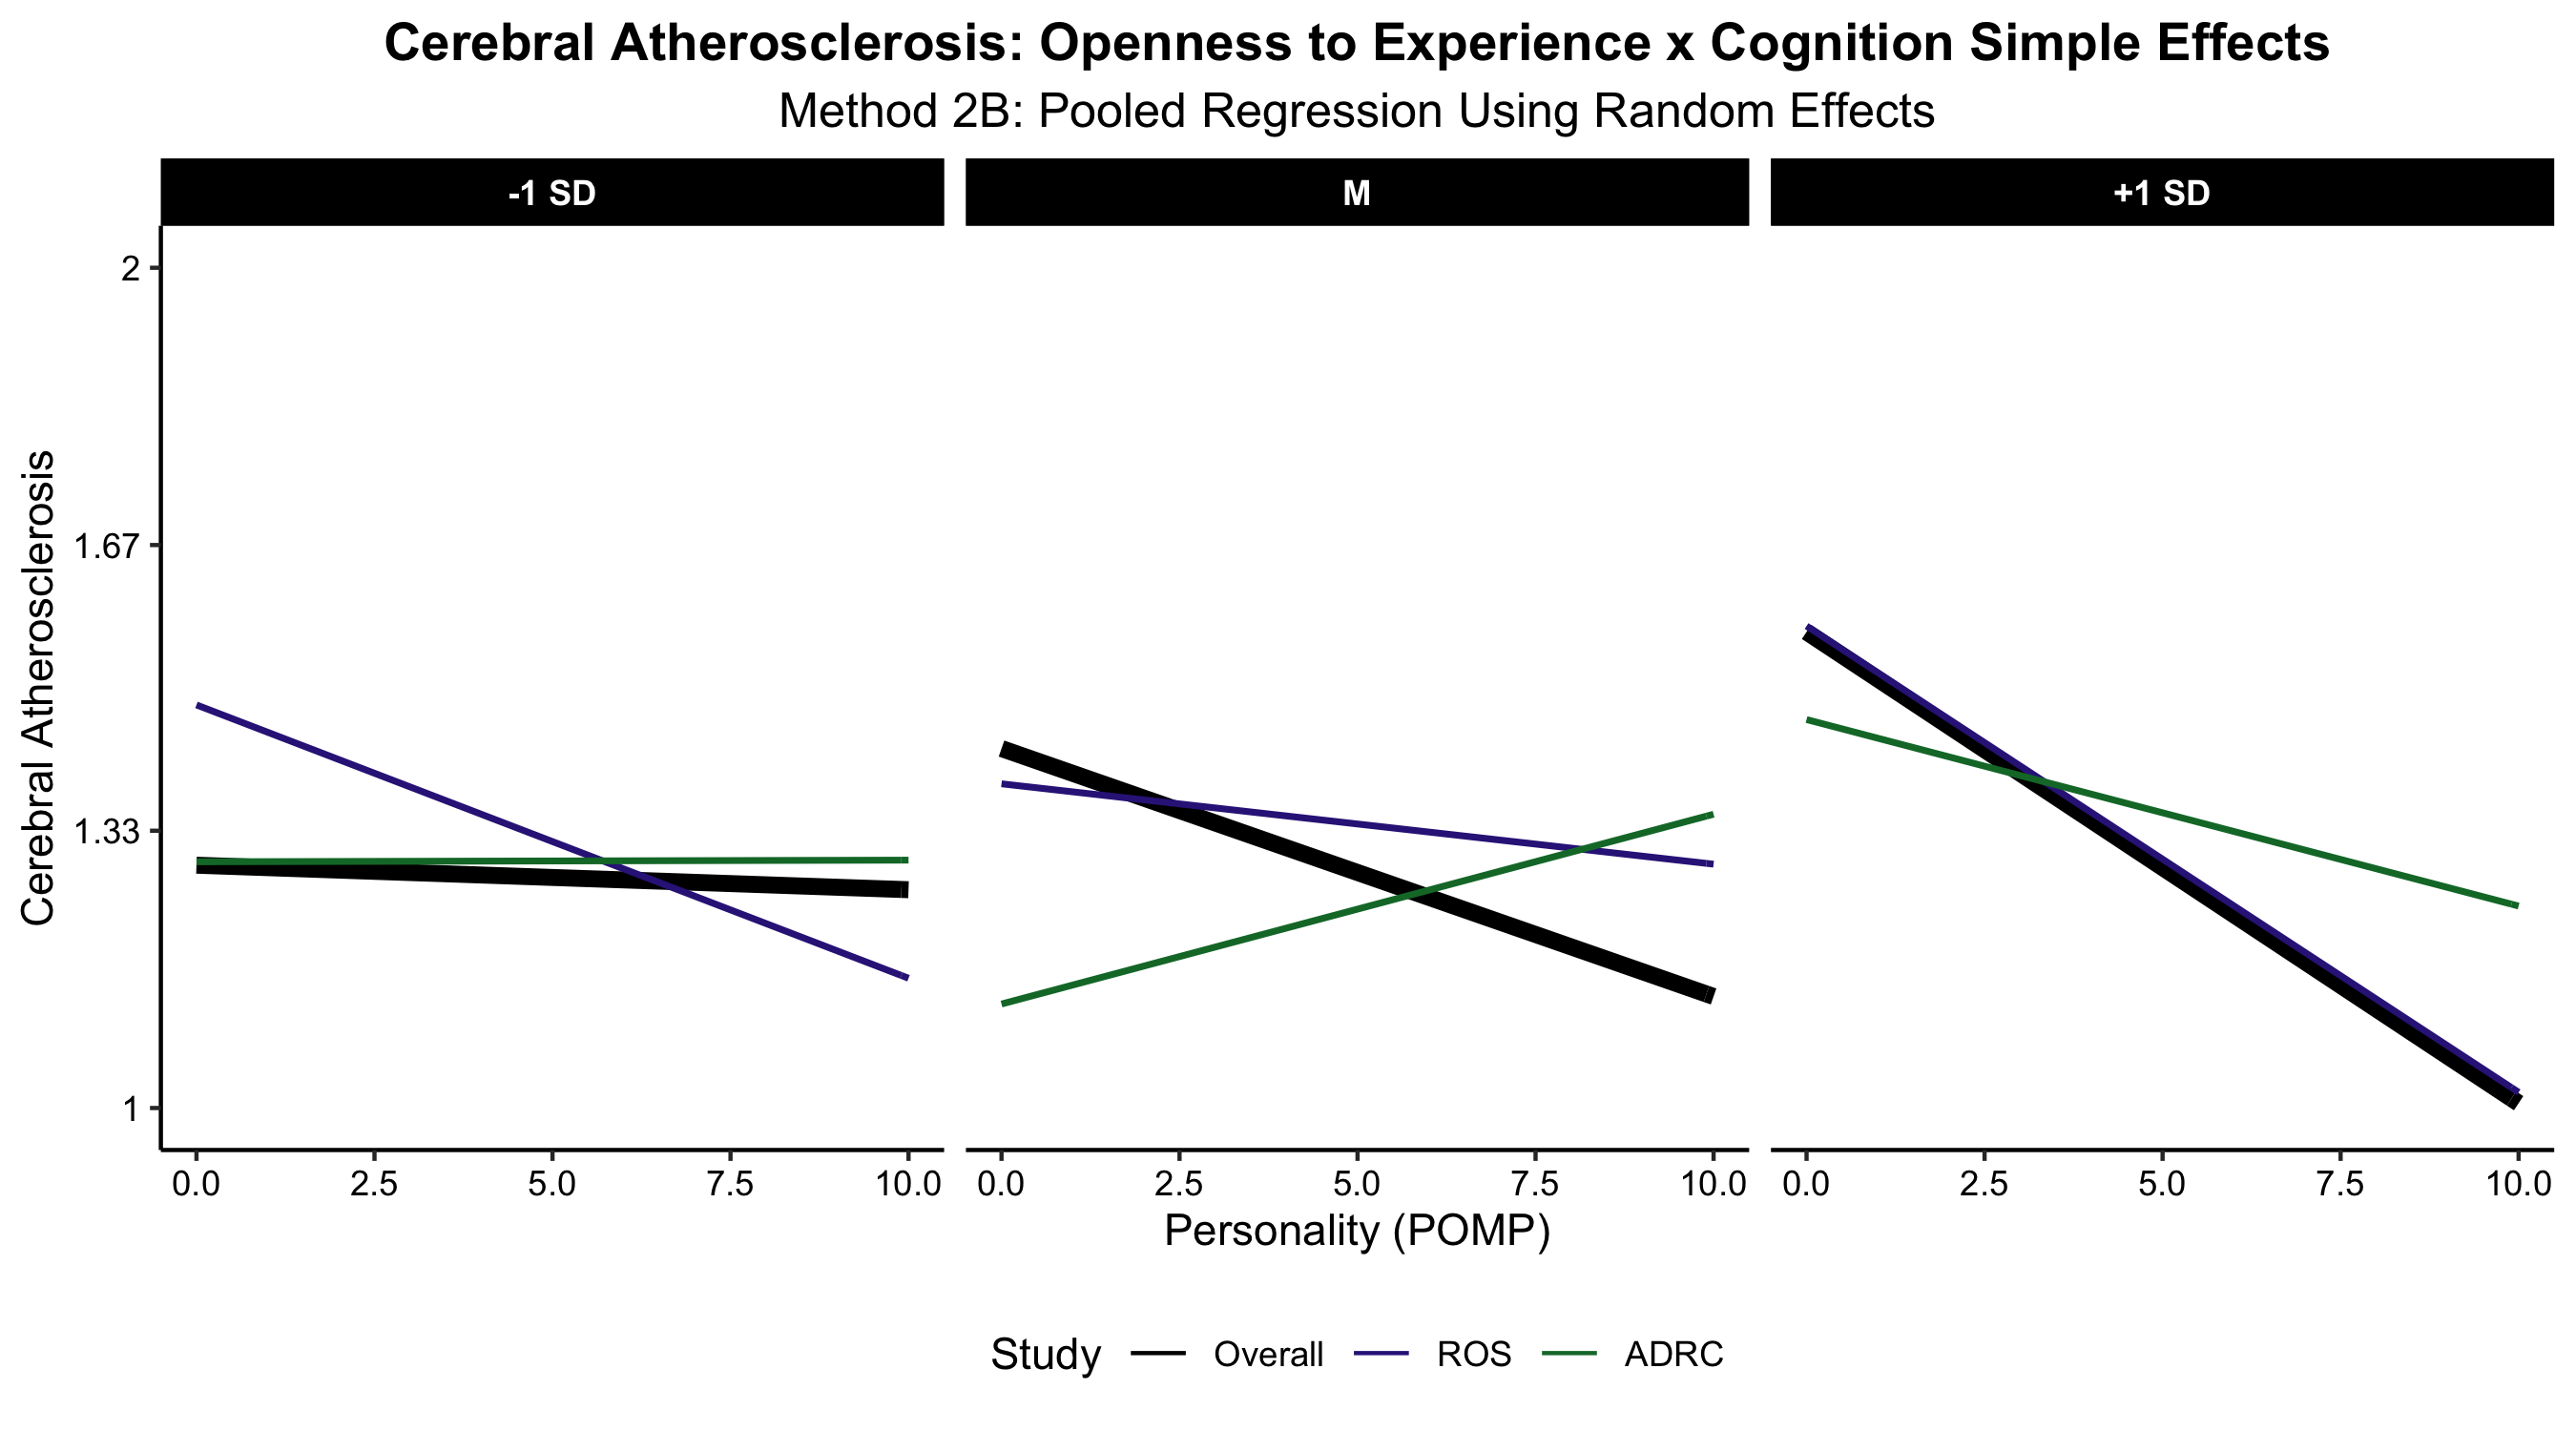 Cerebral Atherosclerosis: Openness to Experience x Cognition Simple Effects
Method 2B: Pooled Regression Using Random Effects
-1 SD M +1 SD
Cerebral Atherosclerosis
2
1.67
1.33
1
0.0 2.5 5.0 7.5 10.0 0.0 2.5 5.0 7.5 10.0 0.0 2.5 5.0 7.5 10.0
Personality (POMP)
Study Overall ROS ADRC